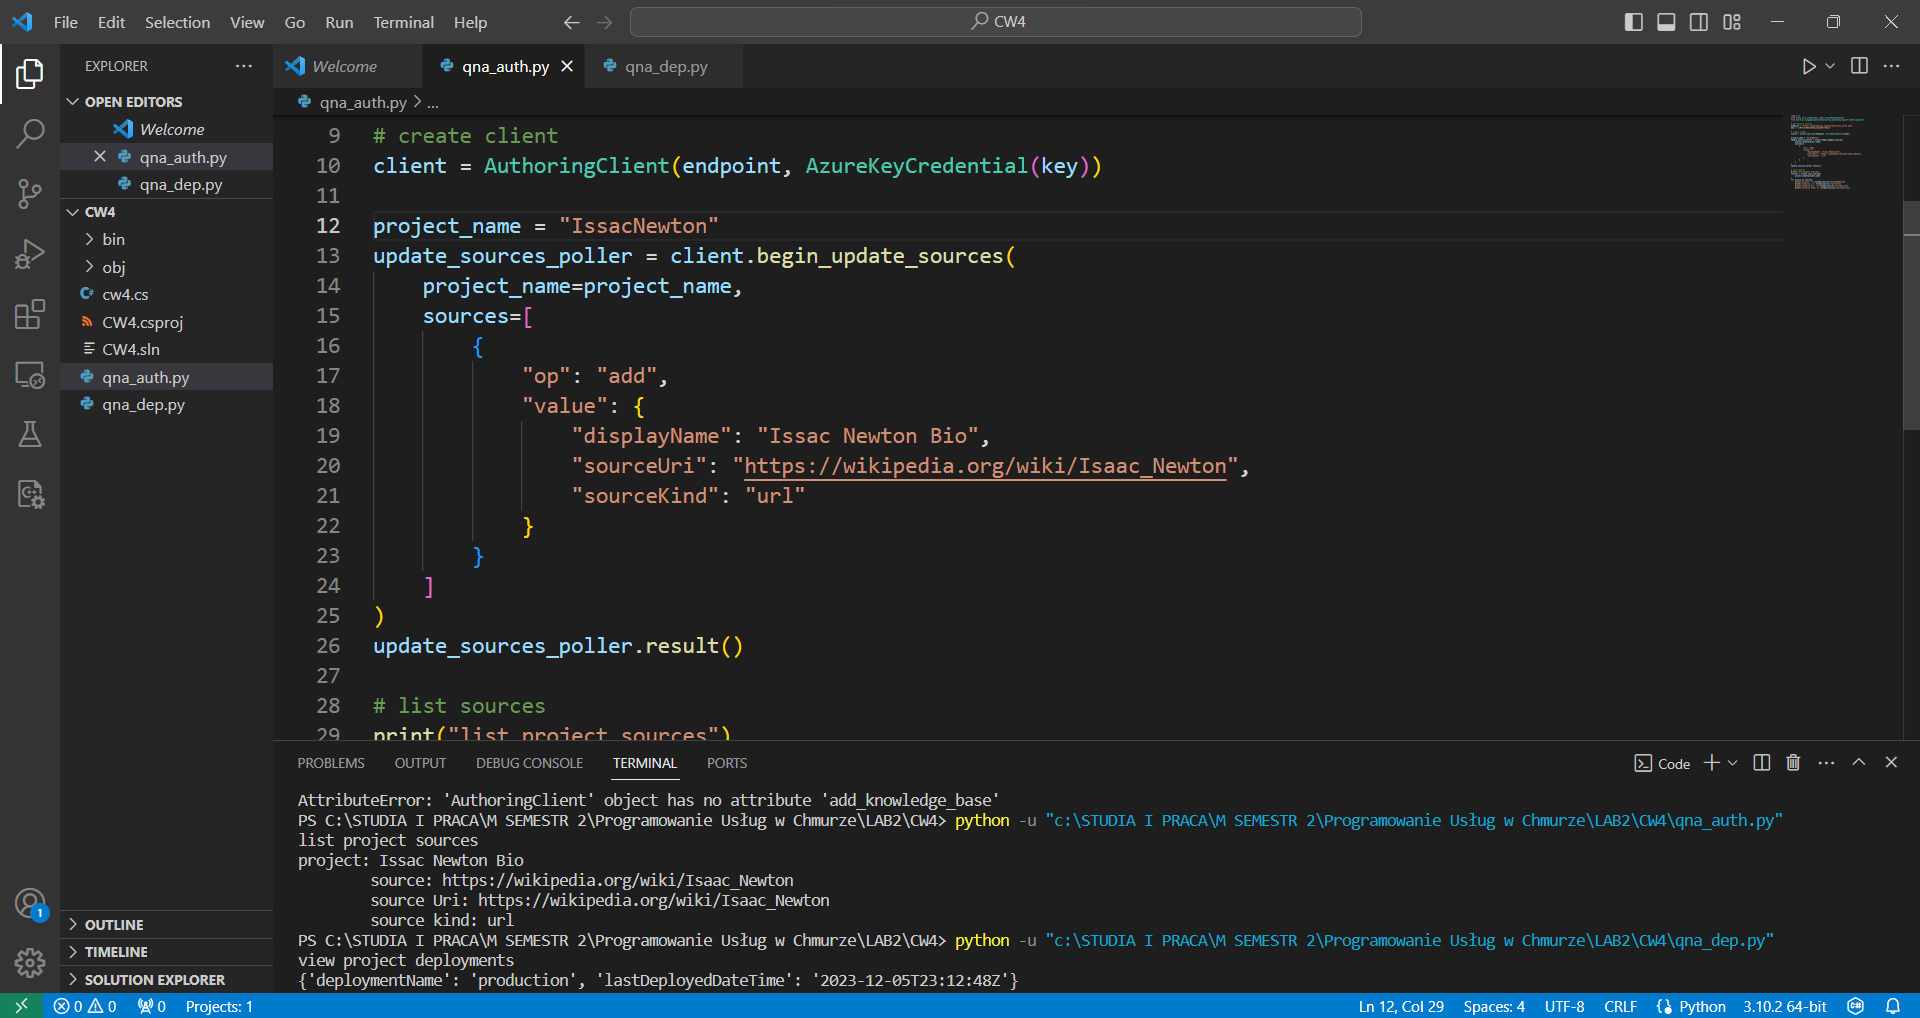 File Edit Selection View Go Run Terminal Help
CW4
EXPLORER
OPEN EDITORS
Welcome
qna_auth.py
qna_dep.py
CW4
bin
obj
cw4.cs
CW4.csproj
CW4.sln
qna_auth.py
qna_dep.py
OUTLINE
TIMELINE
SOLUTION EXPLORER
1
Welcome qna_auth.py qna_dep.py
qna_auth.py > ...
9 # create client
10 client = AuthoringClient(endpoint, AzureKeyCredential(key))
11
12 project_name = "IssacNewton"
13 update_sources_poller = client.begin_update_sources(
14 project_name=project_name,
15 sources=[
16 {
17 "op": "add",
18 "value": {
19 "displayName": "Issac Newton Bio",
20 "sourceUri": "https://wikipedia.org/wiki/Isaac_Newton",
21 "sourceKind": "url"
22 }
23 }
24 ]
25 )
26 update_sources_poller.result()
27
28 # list sources
29 print("list project sources")
PROBLEMS OUTPUT DEBUG CONSOLE TERMINAL PORTS
Code
AttributeError: 'AuthoringClient' object has no attribute 'add_knowledge_base'
PS C:\STUDIA I PRACA\M SEMESTR 2\Programowanie Usług w Chmurze\LAB2\CW4> python -u "c:\STUDIA I PRACA\M SEMESTR 2\Programowanie Usług w Chmurze\LAB2\CW4\qna_auth.py"
list project sources
project: Issac Newton Bio
source: https://wikipedia.org/wiki/Isaac_Newton
source Uri: https://wikipedia.org/wiki/Isaac_Newton
source kind: url
PS C:\STUDIA I PRACA\M SEMESTR 2\Programowanie Usług w Chmurze\LAB2\CW4> python -u "c:\STUDIA I PRACA\M SEMESTR 2\Programowanie Usług w Chmurze\LAB2\CW4\qna_dep.py"
view project deployments
{'deploymentName': 'production', 'lastDeployedDateTime': '2023-12-05T23:12:48Z'}
0 0 0 Projects: 1 Ln 12, Col 29 Spaces: 4 UTF-8 CRLF Python 3.10.2 64-bit